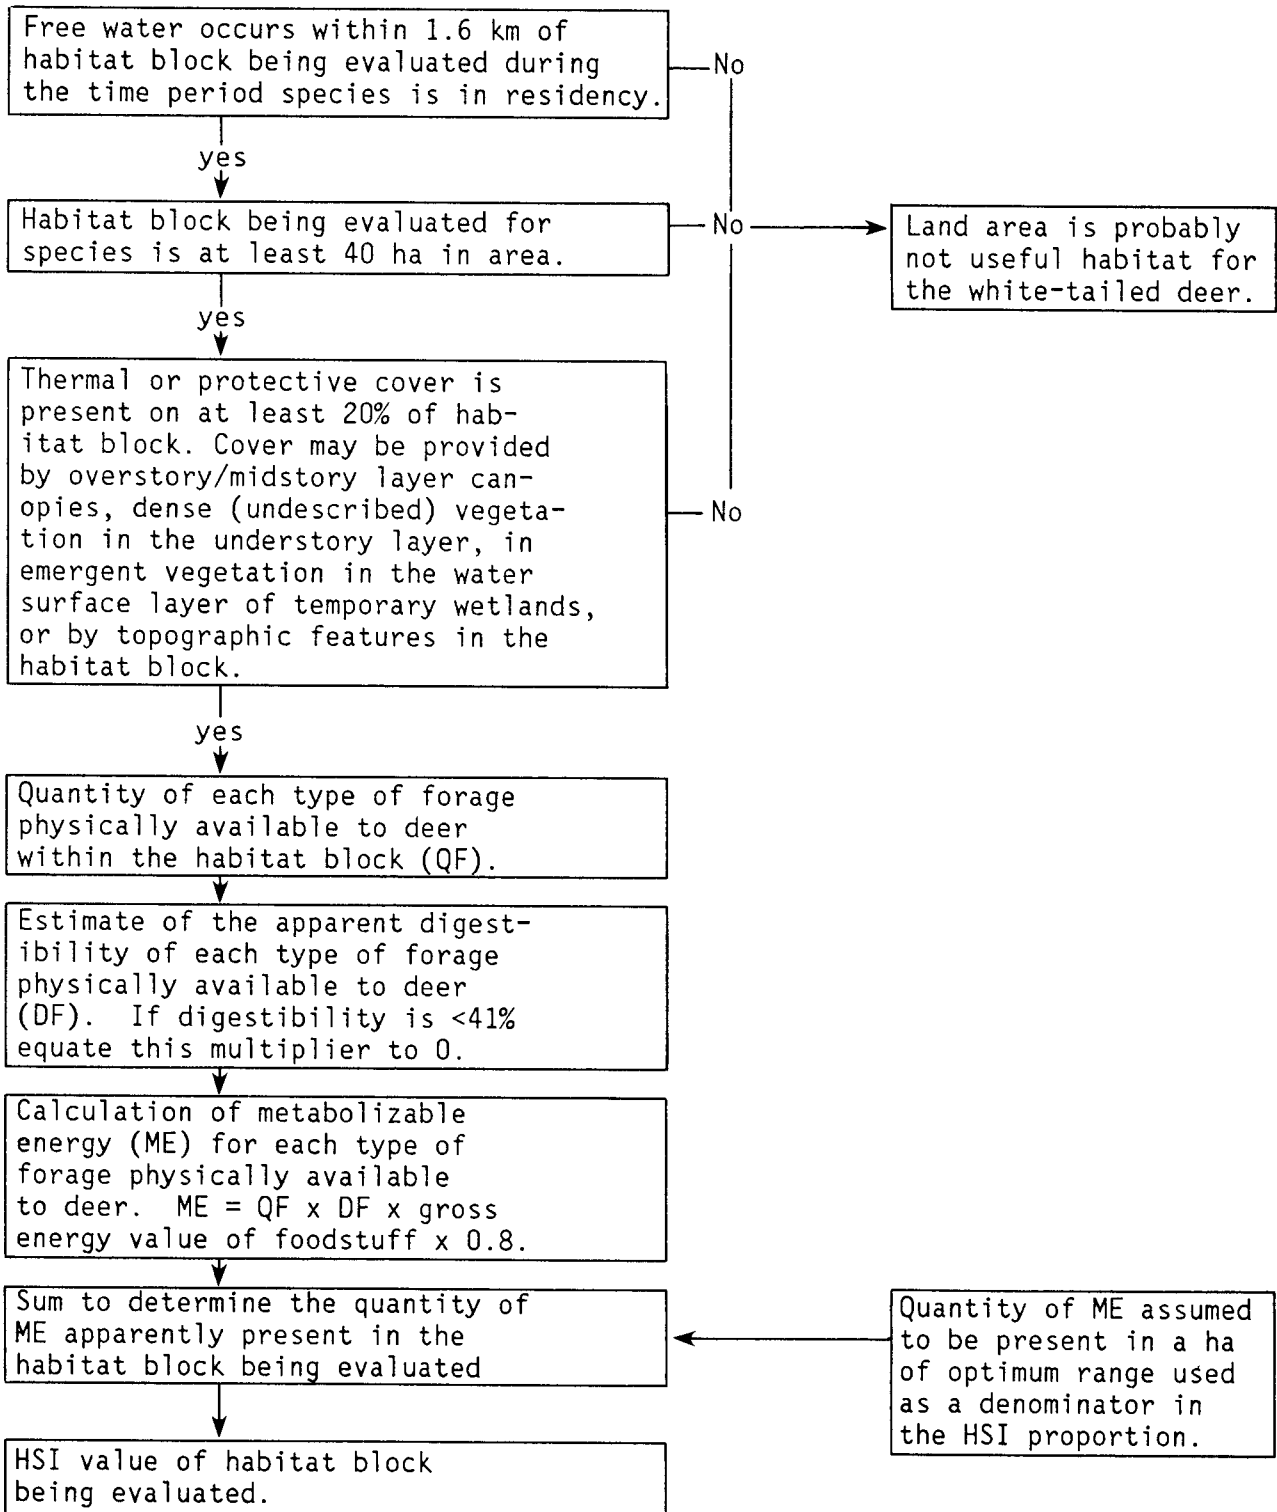 Free water occurs within 1.6 km of
habitat block being evaluated during
the time period species is in residency.
No
yes
Habitat block being evaluated for
species is at least 40 ha in area.
No
Land area is probably
not useful habitat for
the white-tailed deer.
yes
Thermal or protective cover is
present on at least 20% of hab-
itat block. Cover may be provided
by overstory/midstory layer can-
opies, dense (undescribed) vegeta-
tion in the understory layer, in
emergent vegetation in the water
surface layer of temporary wetlands,
or by topographic features in the
habitat block.
No
yes
Quantity of each type of forage
physically available to deer
within the habitat block (QF).
Estimate of the apparent digest-
ibility of each type of forage
physically available to deer
(DF). If digestibility is <41%
equate this multiplier to 0.
Calculation of metabolizable
energy (ME) for each type of
forage physically available
to deer. ME = QF x DF x gross
energy value of foodstuff x 0.8.
Sum to determine the quantity of
ME apparently present in the
habitat block being evaluated
Quantity of ME assumed
to be present in a ha
of optimum range used
as a denominator in
the HSI proportion.
HSI value of habitat block
being evaluated.